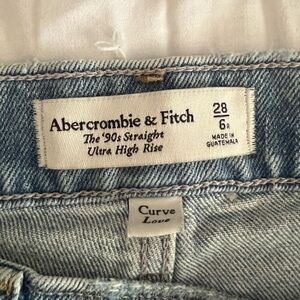 Abercrombie & Fitch
The '90s Straight
Ultra High Rise
28
6R
MADE IN
GUATEMALA
Curve
Love